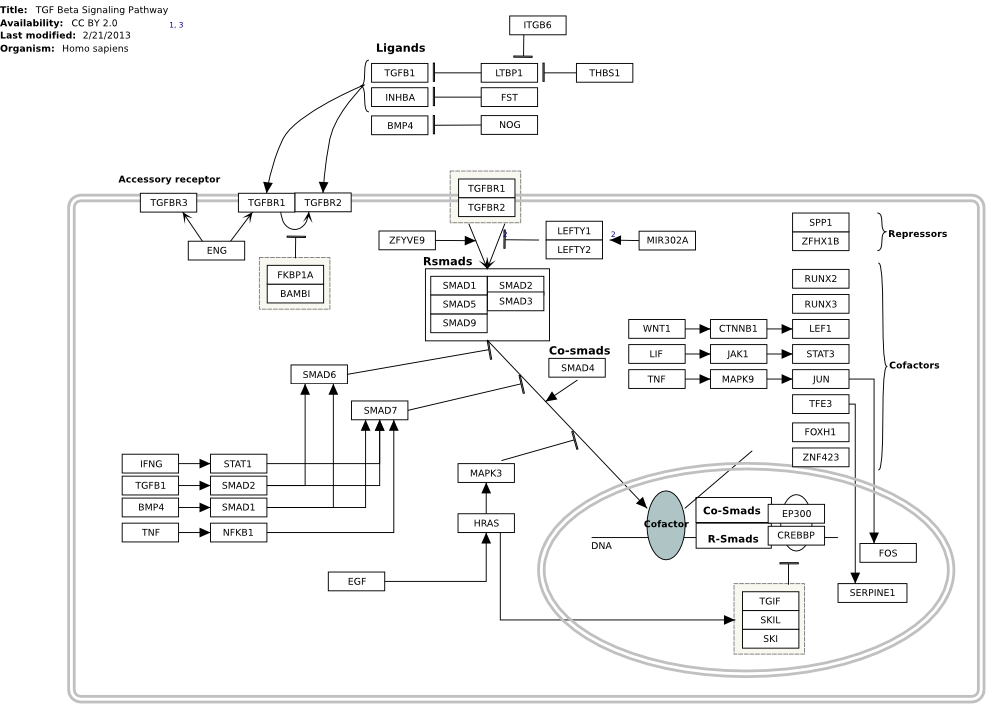 Title: TGF Beta Signaling Pathway
Availability: CC BY 2.0
1, 3
Last modified: 2/21/2013
Organism: Homo sapiens
ITGB6
Ligands
TGFB1
LTBP1
THBS1
INHBA
FST
BMP4
NOG
Accessory receptor
TGFBR3
TGFBR1
TGFBR2
TGFBR1
TGFBR2
ENG
FKBP1A
BAMBI
ZFYVE9
2
LEFTY1
LEFTY2
2
MIR302A
SPP1
ZFHX1B
Repressors
Rsmads
SMAD1
SMAD2
SMAD5
SMAD3
SMAD9
RUNX2
RUNX3
WNT1
CTNNB1
LEF1
LIF
JAK1
STAT3
TNF
MAPK9
JUN
TFE3
FOXH1
ZNF423
Cofactors
Co-smads
SMAD4
SMAD6
SMAD7
IFNG
STAT1
TGFB1
SMAD2
BMP4
SMAD1
TNF
NFKB1
MAPK3
HRAS
EGF
Cofactor
Co-Smads
R-Smads
EP300
CREBBP
DNA
FOS
SERPINE1
TGIF
SKIL
SKI